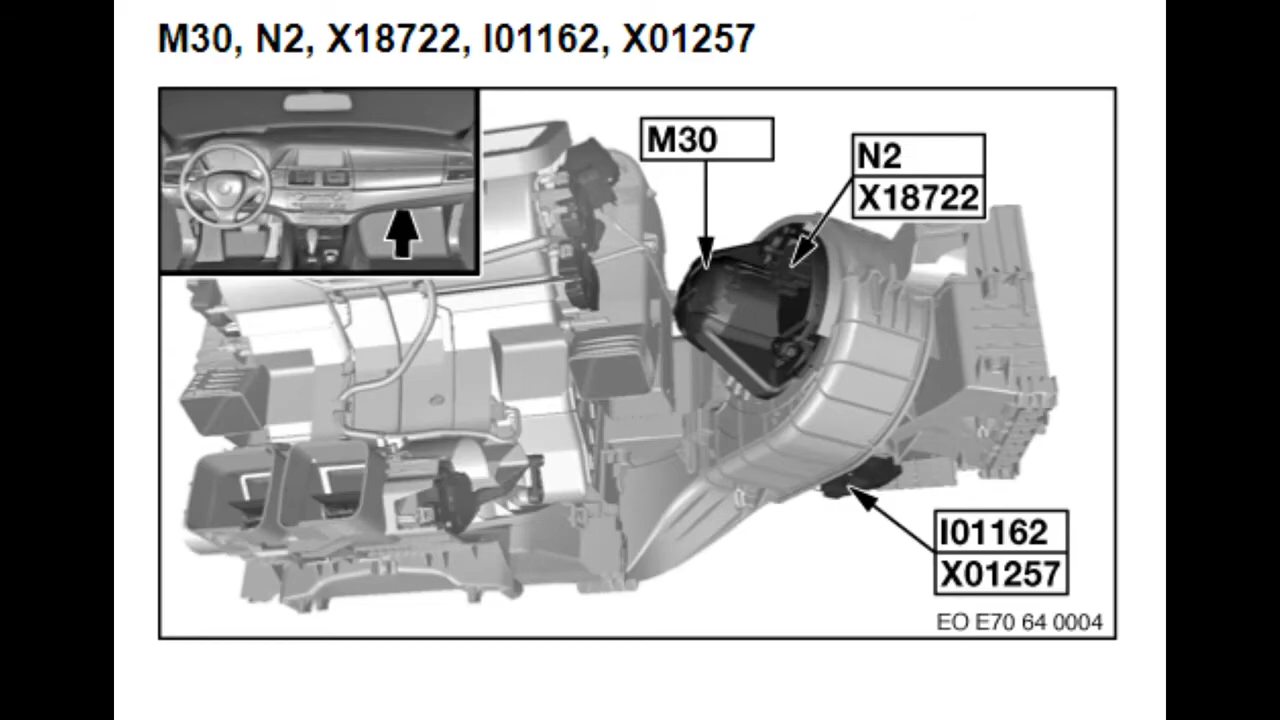 M30, N2, X18722, I01162, X01257
M30
N2
X18722
I01162
X01257
EO E70 64 0004